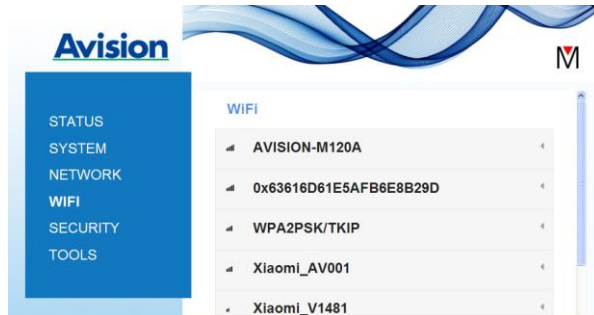 Avision
M
STATUS
SYSTEM
NETWORK
WIFI
SECURITY
TOOLS
WiFi
AVISION-M120A
0x63616D61E5AFB6E8B29D
WPA2PSK/TKIP
Xiaomi_AV001
Xiaomi_V1481